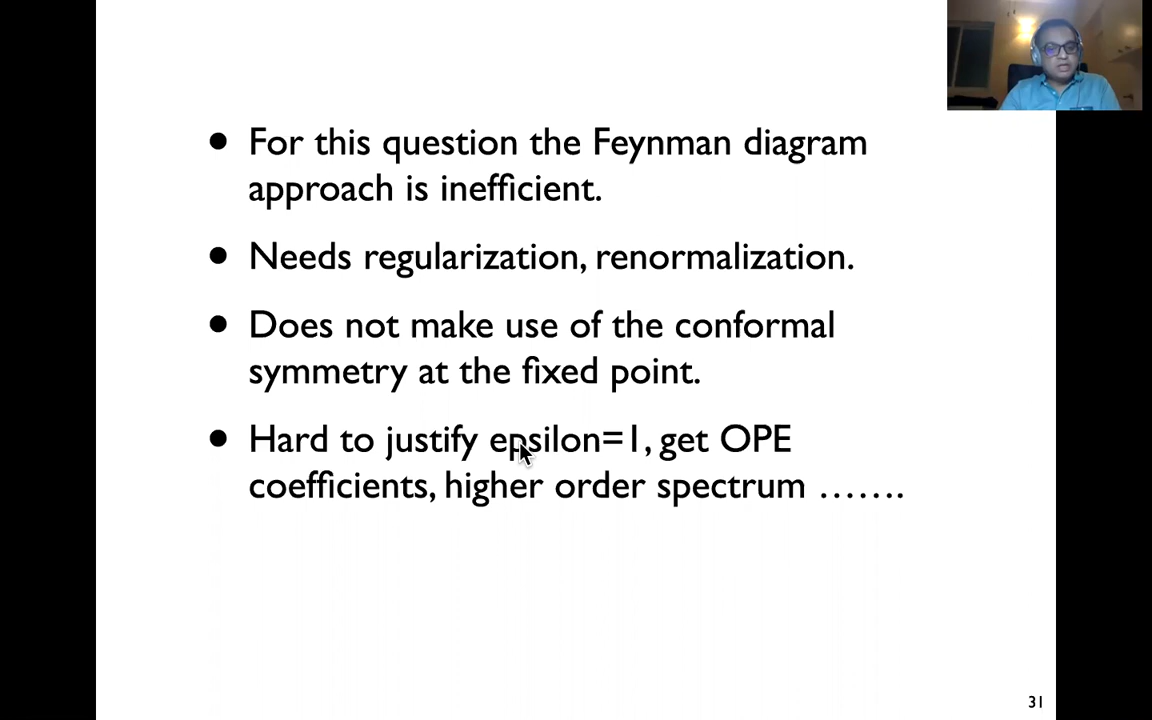 • For this question the Feynman diagram
approach is inefficient.
• Needs regularization, renormalization.
• Does not make use of the conformal
symmetry at the fixed point.
• Hard to justify epsilon=1, get OPE
coefficients, higher order spectrum …….
31